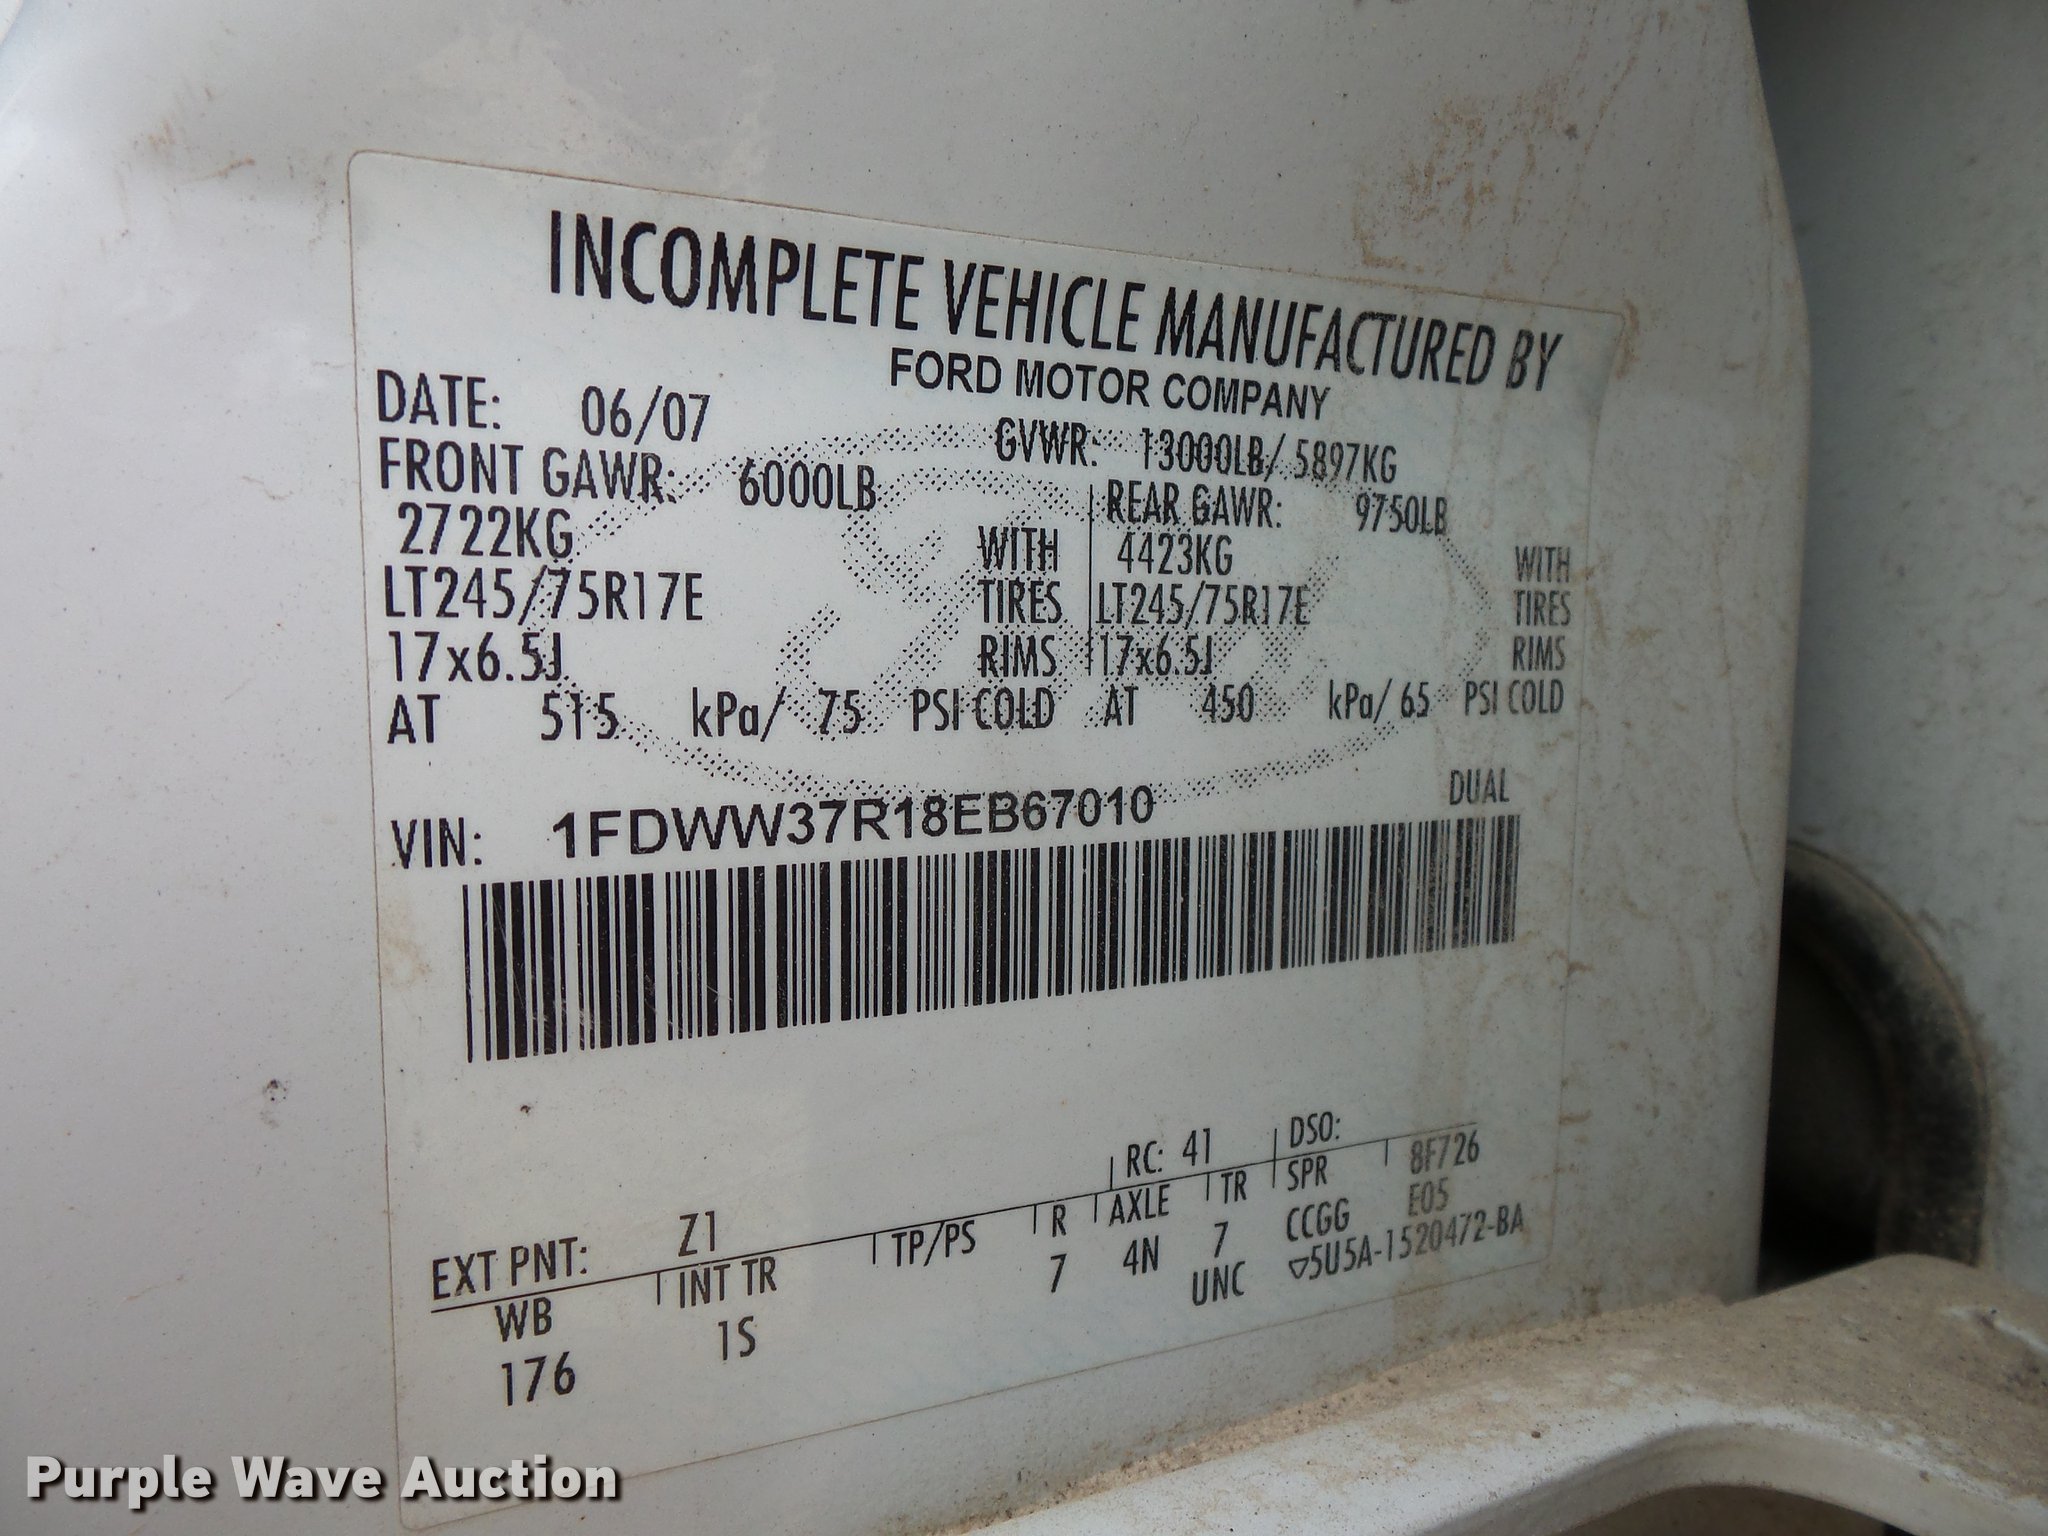 INCOMPLETE VEHICLE MANUFACTURED BY
FORD MOTOR COMPANY
DATE: 06/07 GVWR: 13000LB/ 5897KG
FRONT GAWR: 6000LB REAR GAWR: 9750LB
2722KG WITH 4423KG WITH
LT245/75R17E TIRES LT245/75R17E TIRES
17x6.5J RIMS 17x6.5J RIMS
AT 515 kPa/ 75 PSI COLD AT 450 kPa/ 65 PSI COLD
VIN: 1FDWW37R18EB67010 DUAL
EXT PNT: Z1 RC: 41 DSO:
WB INT TR TP/PS R AXLE TR SPR 8F726
176 1S 7 4N 7 CCGG E05
UNC ▽5U5A-1520472-BA
Purple Wave Auction